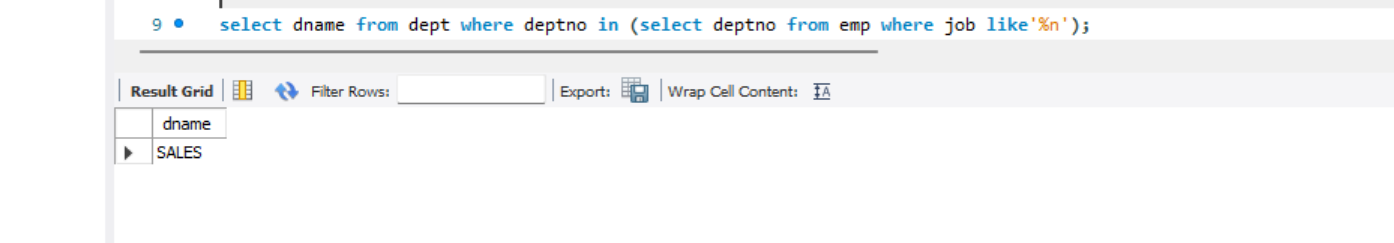 9 select dname from dept where deptno in (select deptno from emp where job like'%n');
Result Grid Filter Rows: Export: Wrap Cell Content: IA
dname
SALES